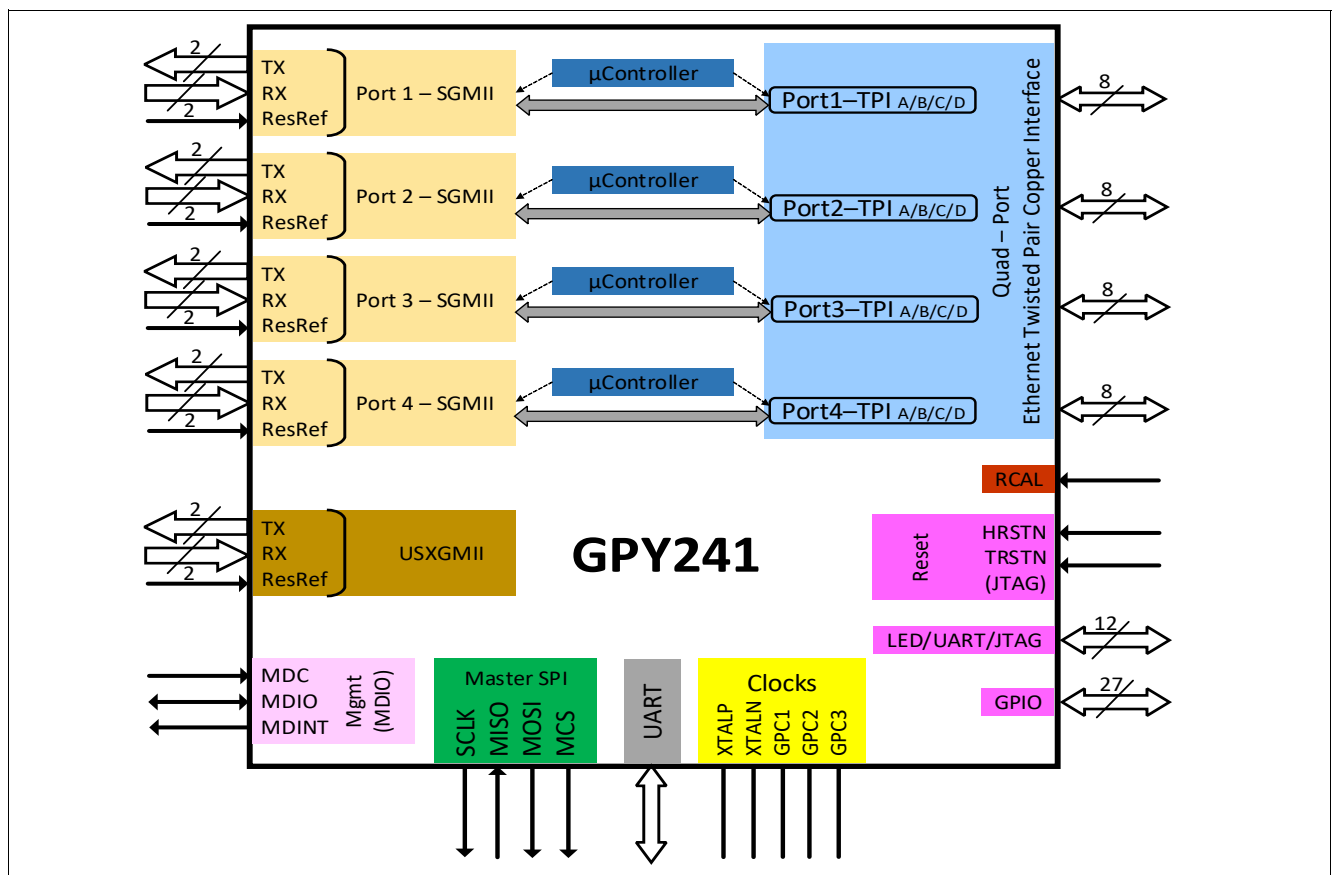 2
TX
RX
ResRef
2
Port 1 – SGMII
µController
Port1–TPI A/B/C/D
8
2
TX
RX
ResRef
2
Port 2 – SGMII
µController
Port2–TPI A/B/C/D
8
2
TX
RX
ResRef
2
Port 3 – SGMII
µController
Port3–TPI A/B/C/D
8
2
TX
RX
ResRef
2
Port 4 – SGMII
µController
Port4–TPI A/B/C/D
8
Quad – Port
Ethernet Twisted Pair Copper Interface
2
TX
RX
ResRef
2
USXGMII
GPY241
RCAL
Reset
HRSTN
TRSTN
(JTAG)
LED/UART/JTAG
12
GPIO
27
MDC
MDIO
MDINT
Mgmt
(MDIO)
Master SPI
SCLK
MISO
MOSI
MCS
UART
Clocks
XTALP
XTALN
GPC1
GPC2
GPC3